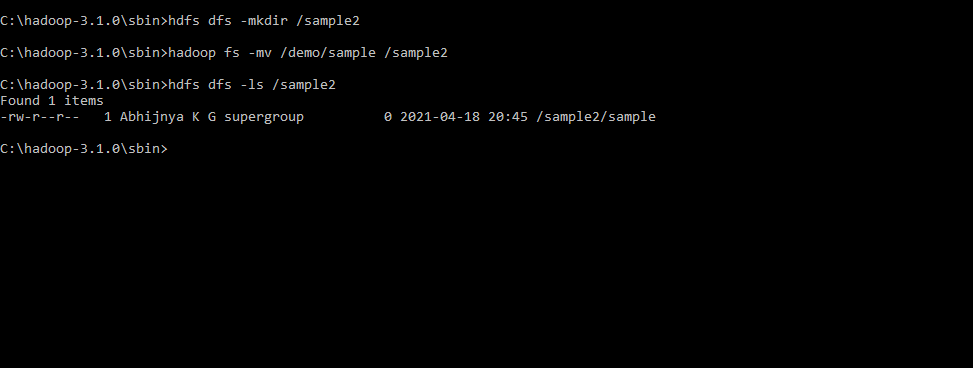 C:\hadoop-3.1.0\sbin>hdfs dfs -mkdir /sample2
C:\hadoop-3.1.0\sbin>hadoop fs -mv /demo/sample /sample2
C:\hadoop-3.1.0\sbin>hdfs dfs -ls /sample2
Found 1 items
-rw-r--r--   1 Abhijnya K G supergroup          0 2021-04-18 20:45 /sample2/sample
C:\hadoop-3.1.0\sbin>